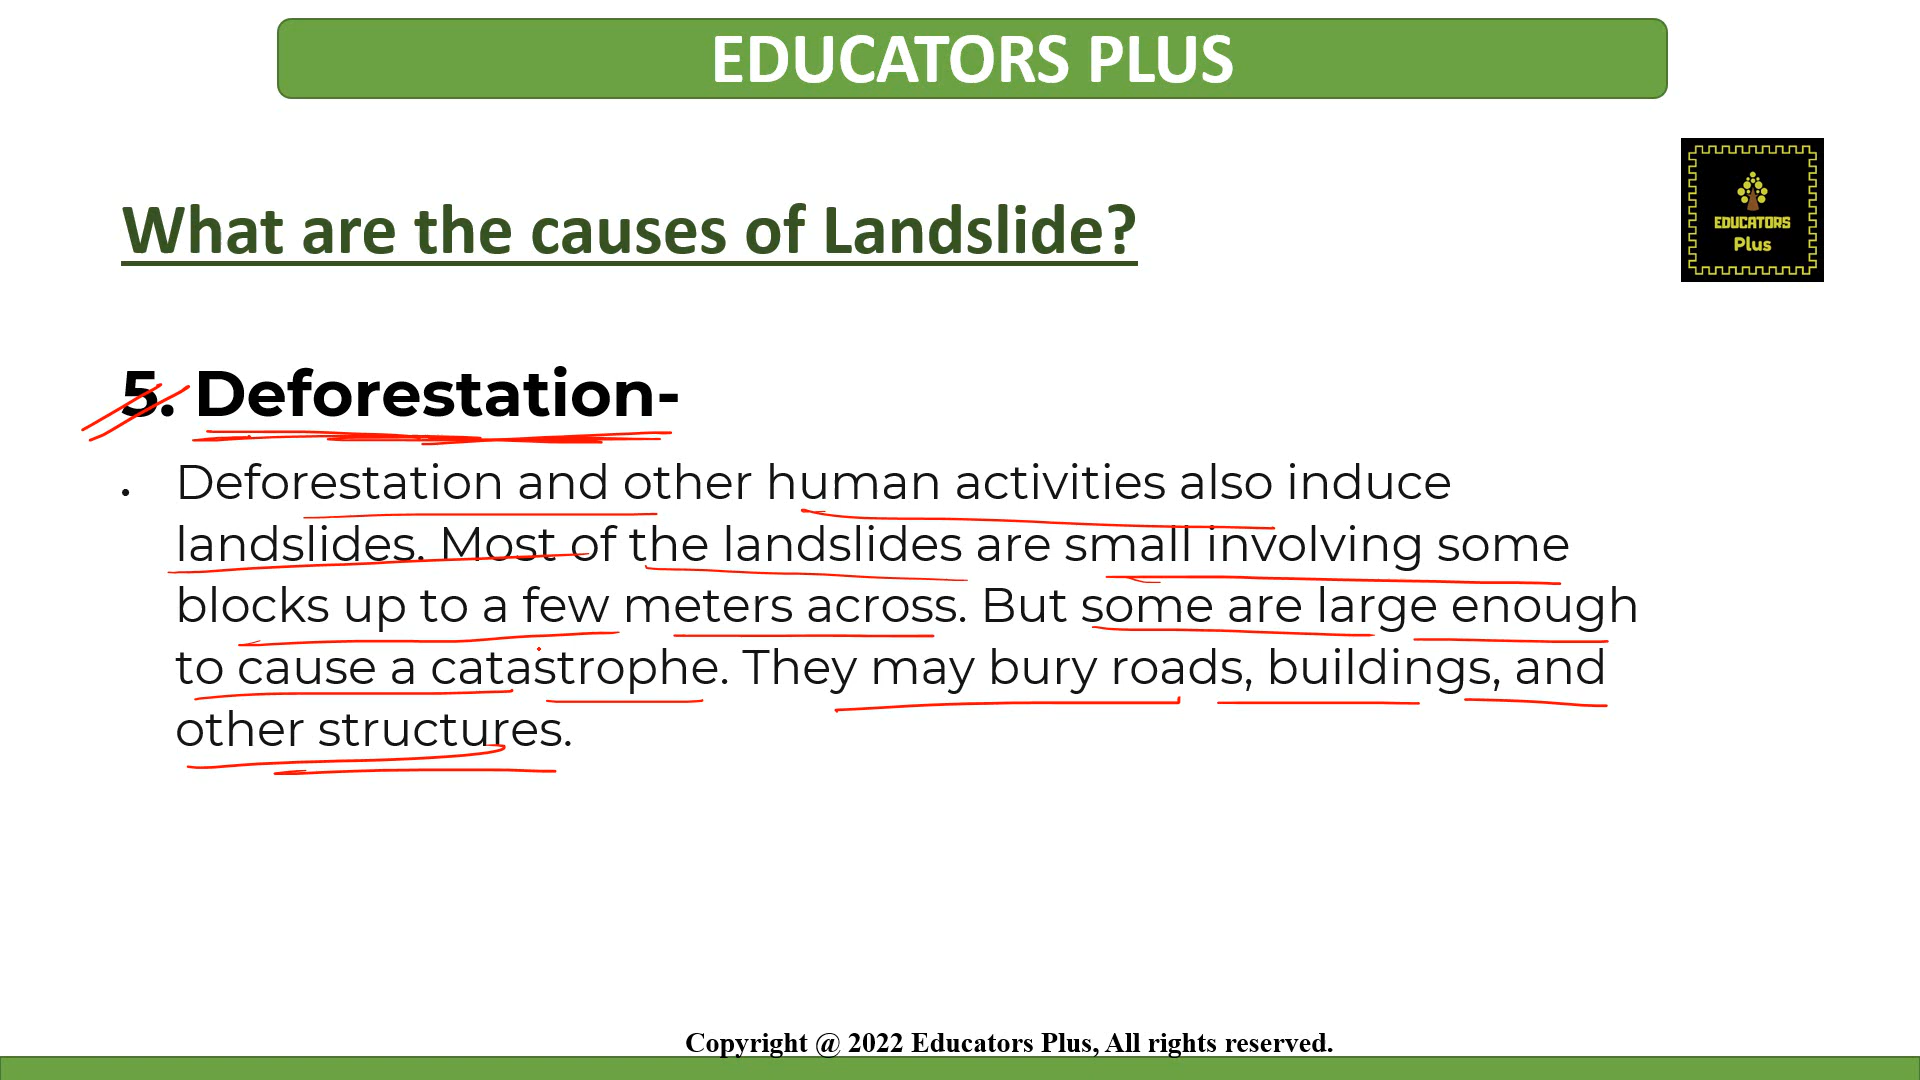 EDUCATORS PLUS
EDUCATORS
Plus
What are the causes of Landslide?
5. Deforestation-
• Deforestation and other human activities also induce
landslides. Most of the landslides are small involving some
blocks up to a few meters across. But some are large enough
to cause a catastrophe. They may bury roads, buildings, and
other structures.
Copyright @ 2022 Educators Plus, All rights reserved.